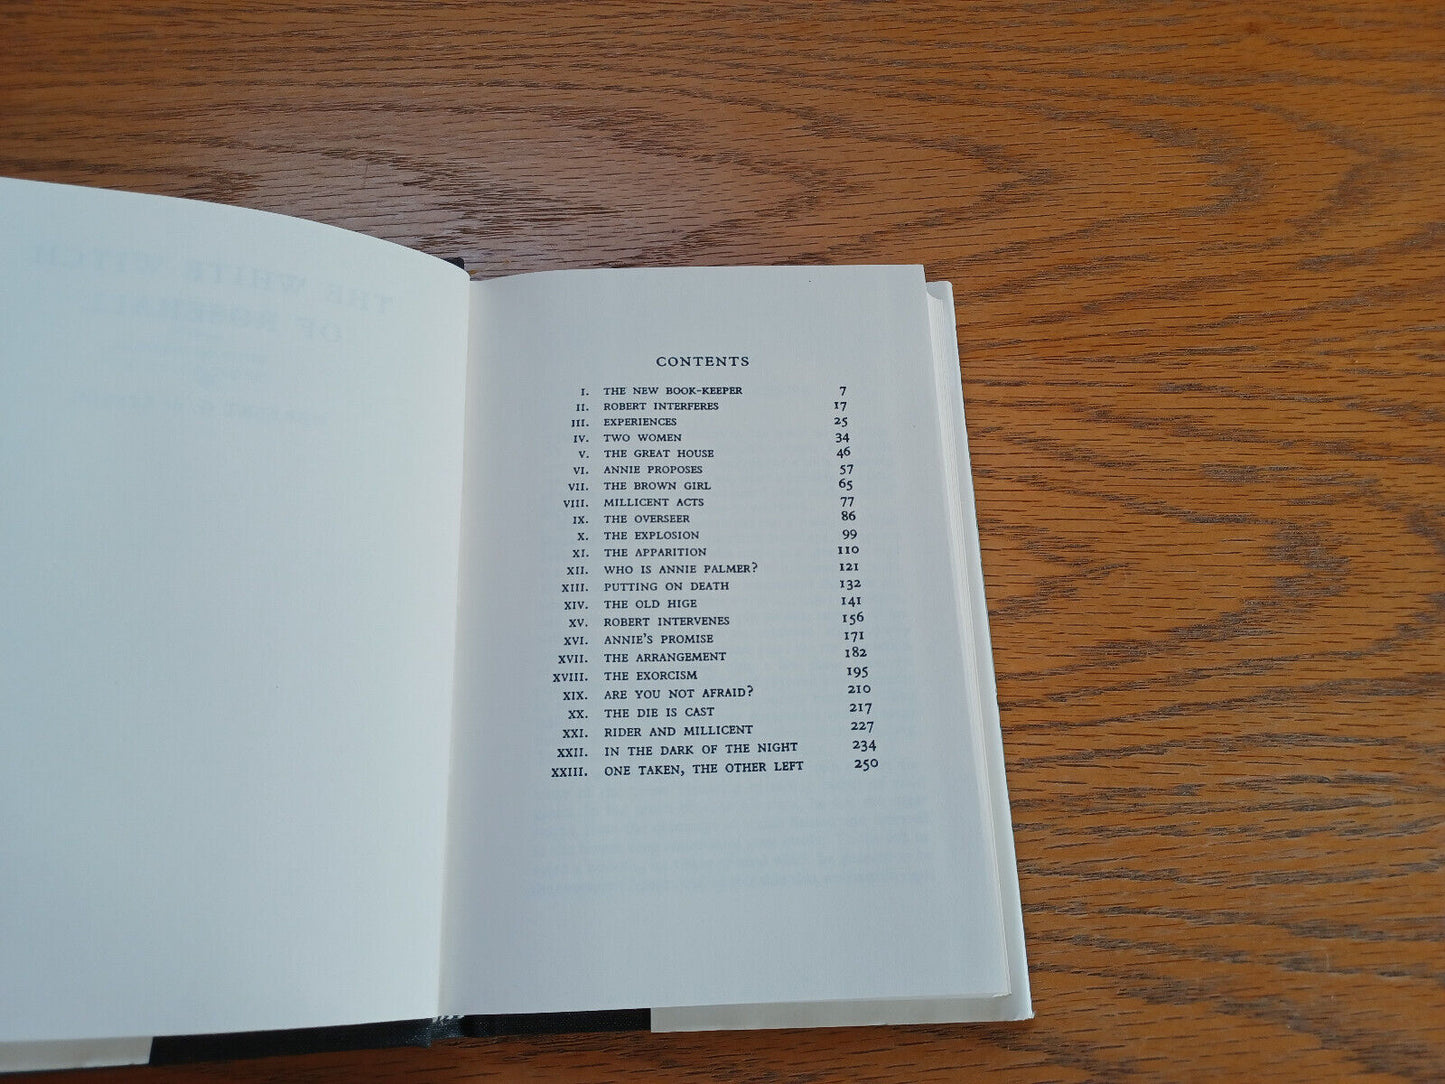 THE WHITE WITCH
OF ROSEHALL
CONTENTS
I. THE NEW BOOK-KEEPER 7
II. ROBERT INTERFERES 17
III. EXPERIENCES 25
IV. TWO WOMEN 34
V. THE GREAT HOUSE 46
VI. ANNIE PROPOSES 57
VII. THE BROWN GIRL 65
VIII. MILLICENT ACTS 77
IX. THE OVERSEER 86
X. THE EXPLOSION 99
XI. THE APPARITION 110
XII. WHO IS ANNIE PALMER? 121
XIII. PUTTING ON DEATH 132
XIV. THE OLD HIGE 141
XV. ROBERT INTERVENES 156
XVI. ANNIE'S PROMISE 171
XVII. THE ARRANGEMENT 182
XVIII. THE EXORCISM 195
XIX. ARE YOU NOT AFRAID? 210
XX. THE DIE IS CAST 217
XXI. RIDER AND MILLICENT 227
XXII. IN THE DARK OF THE NIGHT 234
XXIII. ONE TAKEN, THE OTHER LEFT 250